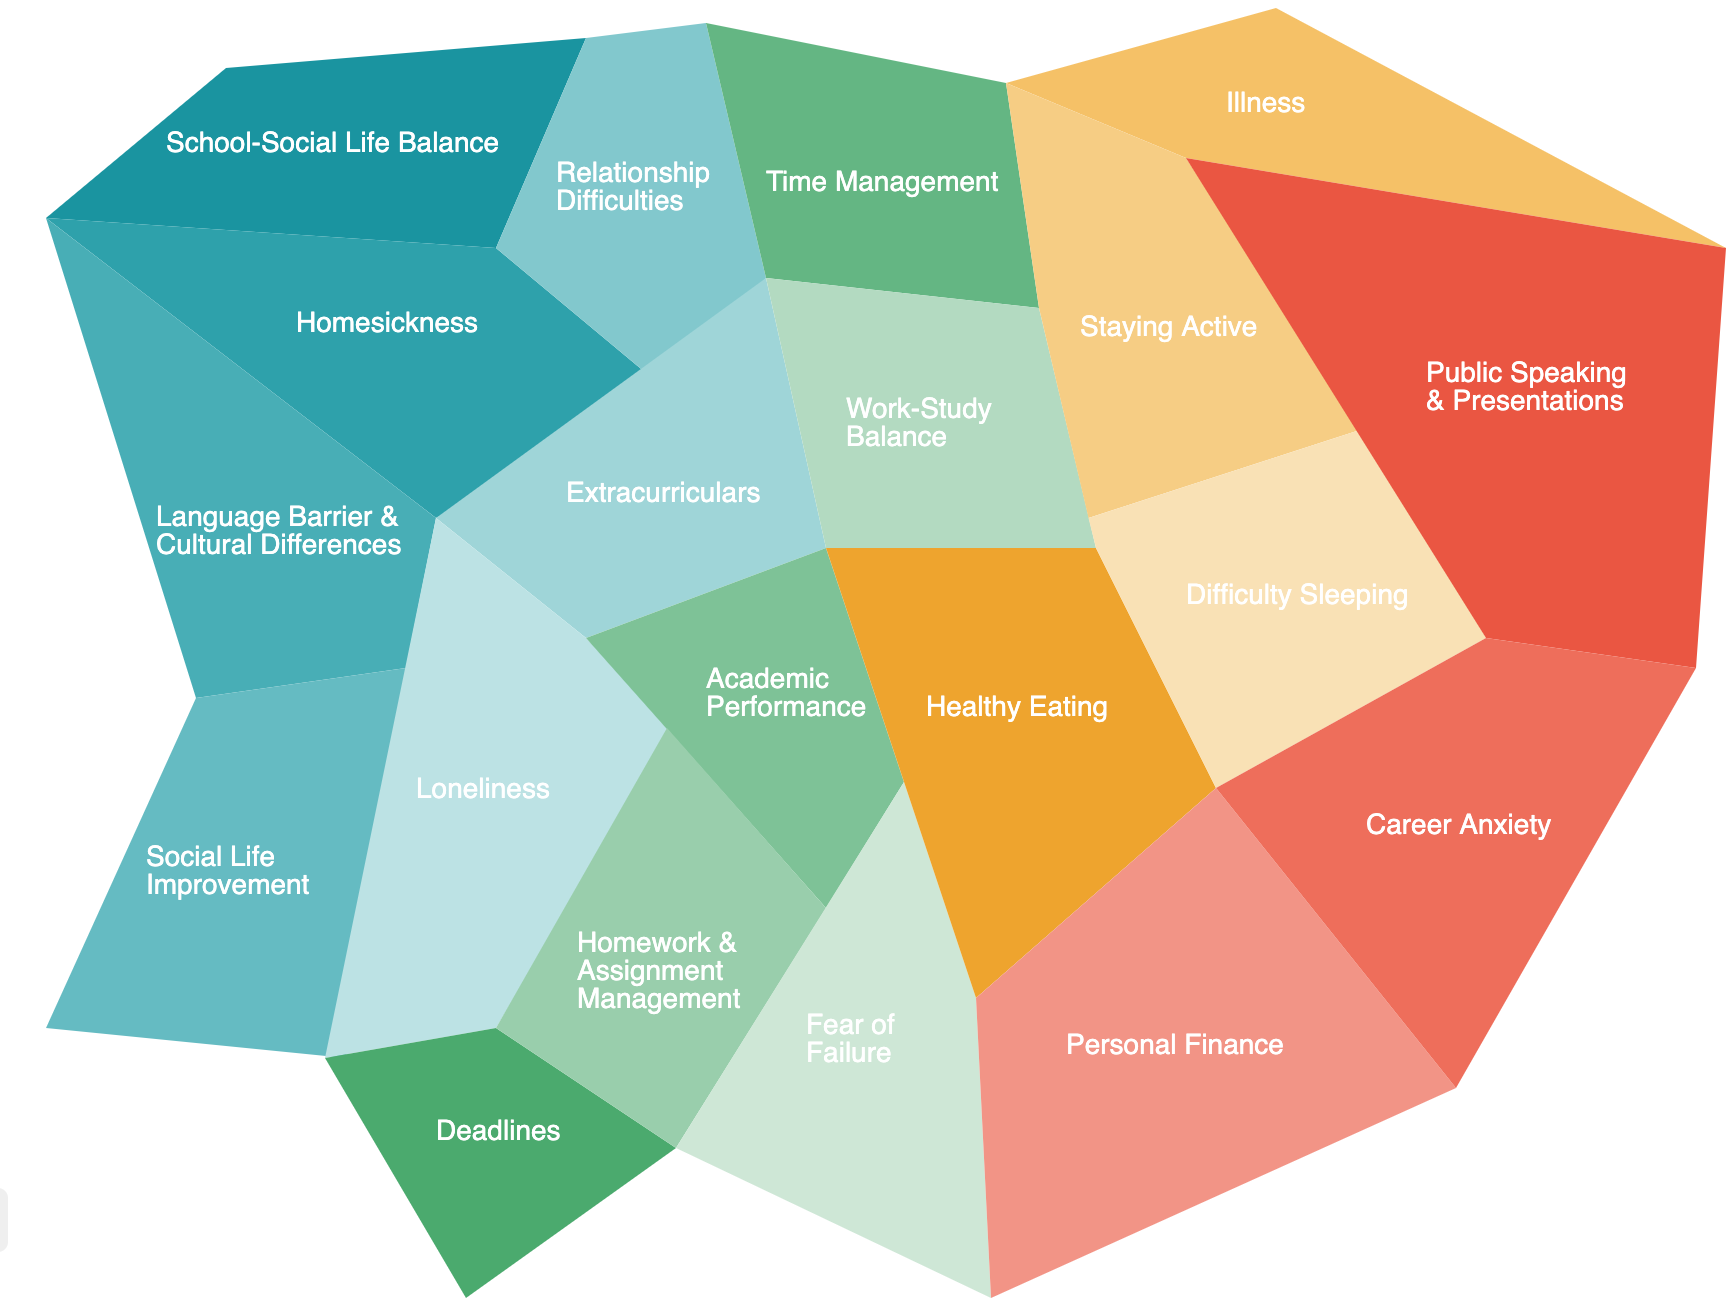 School-Social Life Balance
Relationship
Difficulties
Time Management
Illness
Homesickness
Staying Active
Public Speaking
& Presentations
Work-Study
Balance
Extracurriculars
Language Barrier &
Cultural Differences
Difficulty Sleeping
Academic
Performance
Healthy Eating
Loneliness
Career Anxiety
Social Life
Improvement
Homework &
Assignment
Management
Fear of
Failure
Personal Finance
Deadlines